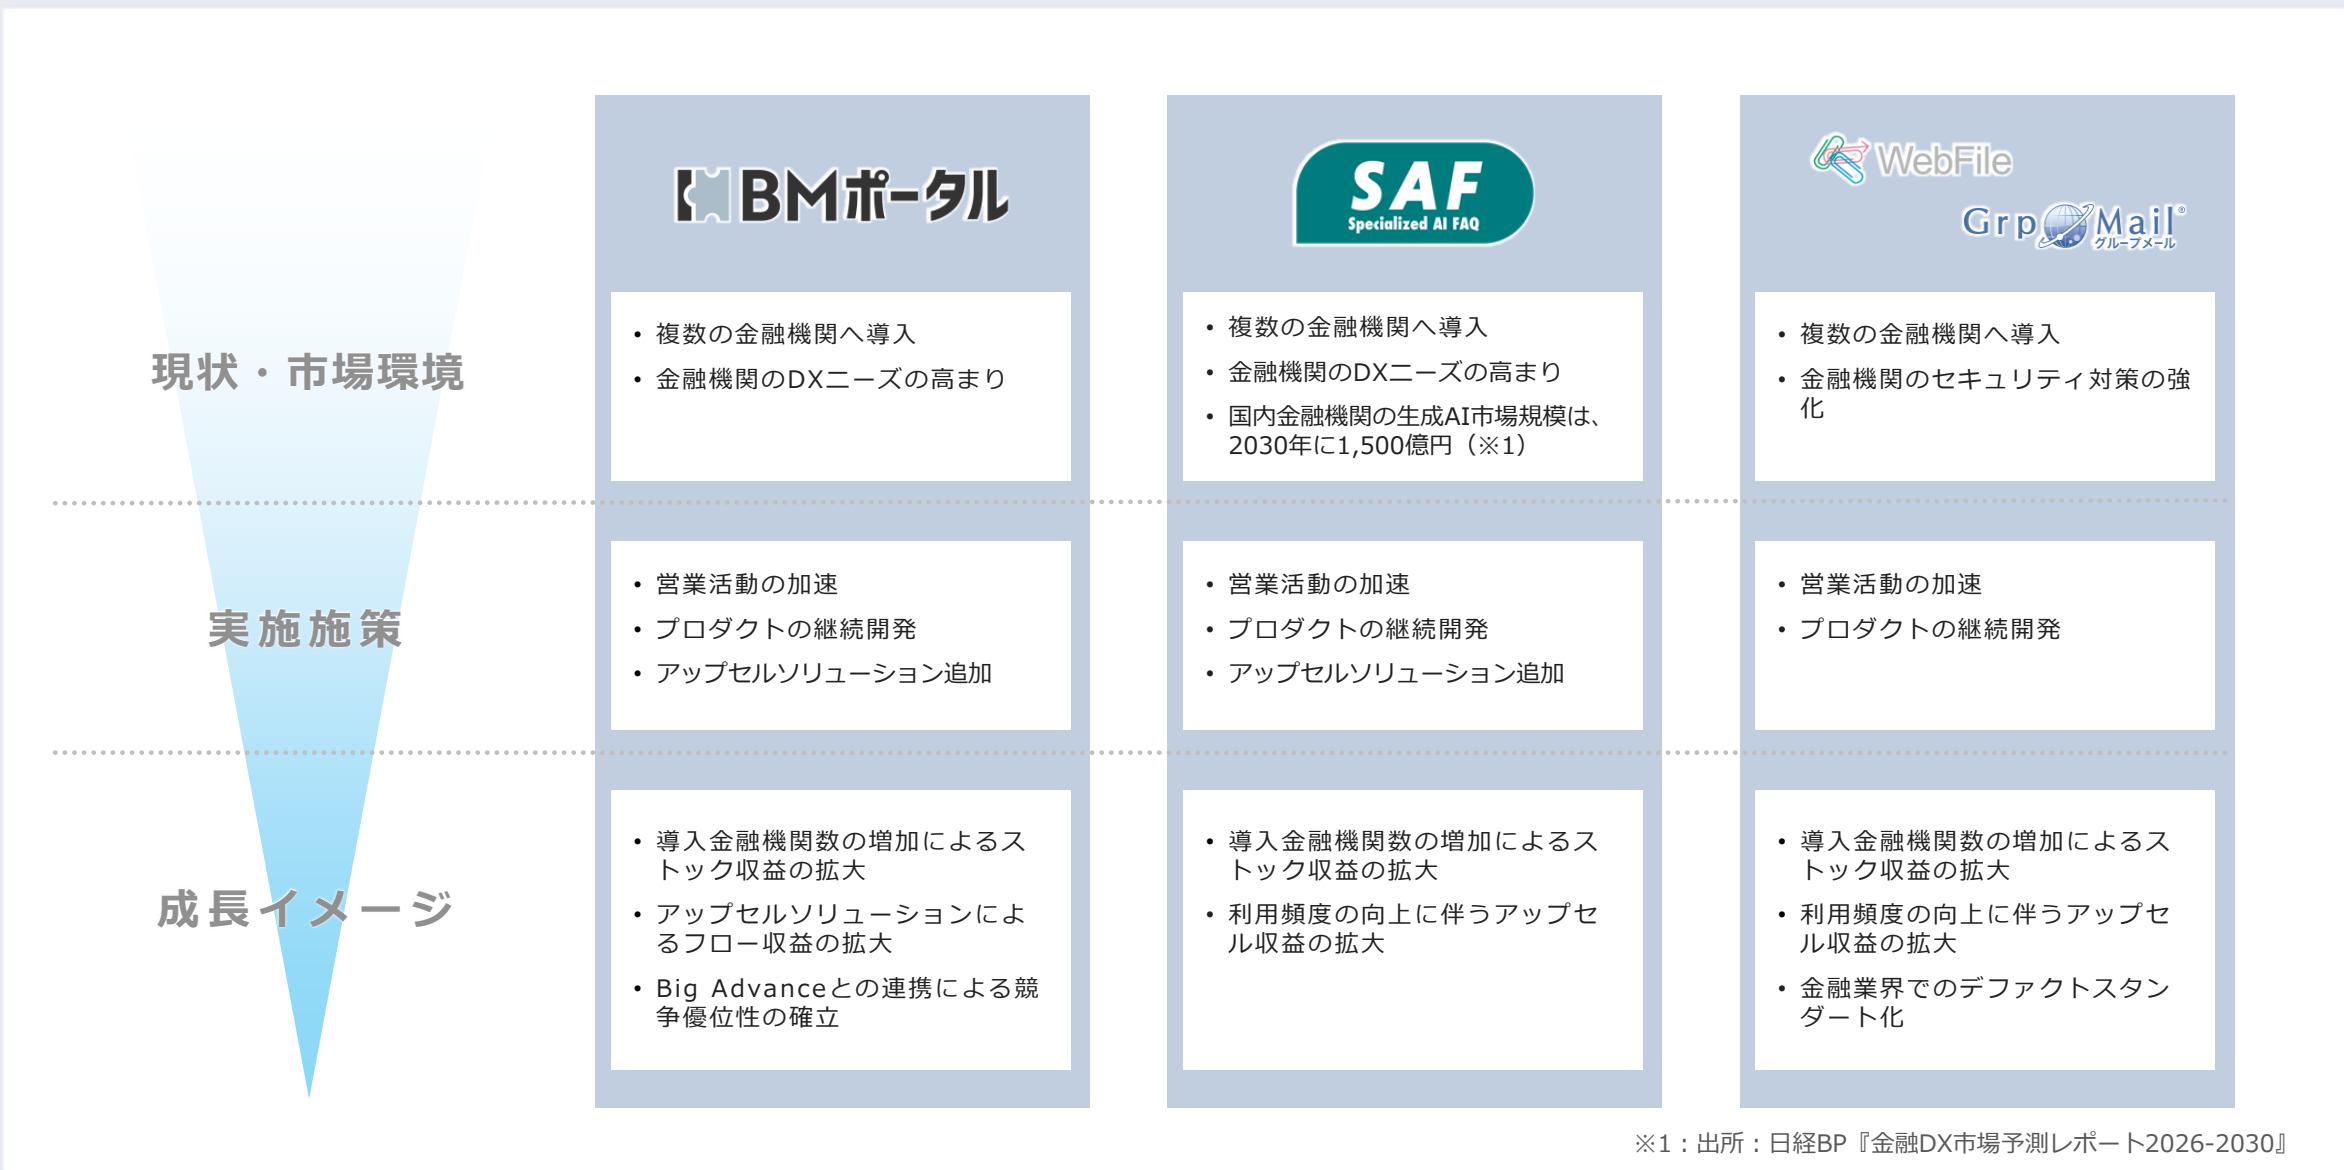 BMポータル
SAF
Specialized AI FAQ
WebFile
GrpMail®
グループメール
現状・市場環境
• 複数の金融機関へ導入
• 金融機関のDXニーズの高まり
• 複数の金融機関へ導入
• 金融機関のDXニーズの高まり
• 国内金融機関の生成AI市場規模は、
2030年に1,500億円（※1）
• 複数の金融機関へ導入
• 金融機関のセキュリティ対策の強
化
実施施策
• 営業活動の加速
• プロダクトの継続開発
• アップセルソリューション追加
• 営業活動の加速
• プロダクトの継続開発
• アップセルソリューション追加
• 営業活動の加速
• プロダクトの継続開発
成長イメージ
• 導入金融機関数の増加によるス
トック収益の拡大
• アップセルソリューションによ
るフロー収益の拡大
• Big Advanceとの連携による競
争優位性の確立
• 導入金融機関数の増加によるス
トック収益の拡大
• 利用頻度の向上に伴うアップセ
ル収益の拡大
• 導入金融機関数の増加によるス
トック収益の拡大
• 利用頻度の向上に伴うアップセ
ル収益の拡大
• 金融業界でのデファクトスタン
ダート化
※1：出所：日経BP『金融DX市場予測レポート2026-2030』